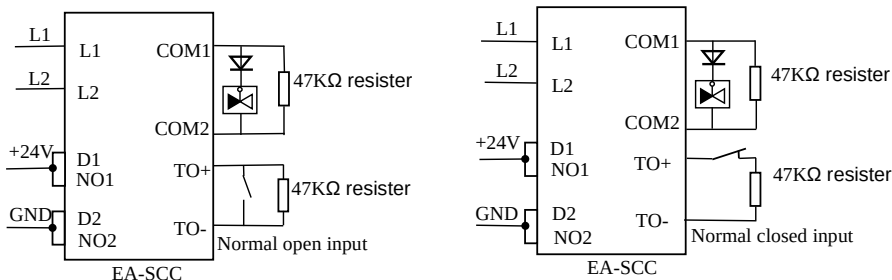 L1
L1
COM1
L2
L2
47KΩ resister
COM2
+24V
D1
NO1
TO+
47KΩ resister
GND
D2
NO2
TO-
Normal open input
EA-SCC
L1
L1
COM1
L2
L2
47KΩ resister
COM2
+24V
D1
NO1
TO+
47KΩ resister
GND
D2
NO2
TO-
Normal closed input
EA-SCC